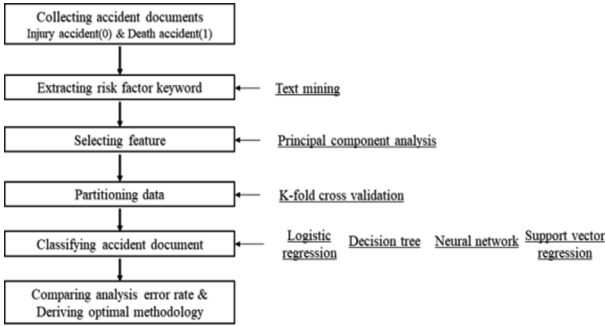 Collecting accident documents
Injury accident(0) & Death accident(1)
Extracting risk factor keyword
Text mining
Selecting feature
Principal component analysis
Partitioning data
K-fold cross validation
Classifying accident document
Logistic
regression
Decision tree
Neural network
Support vector
regression
Comparing analysis error rate &
Deriving optimal methodology